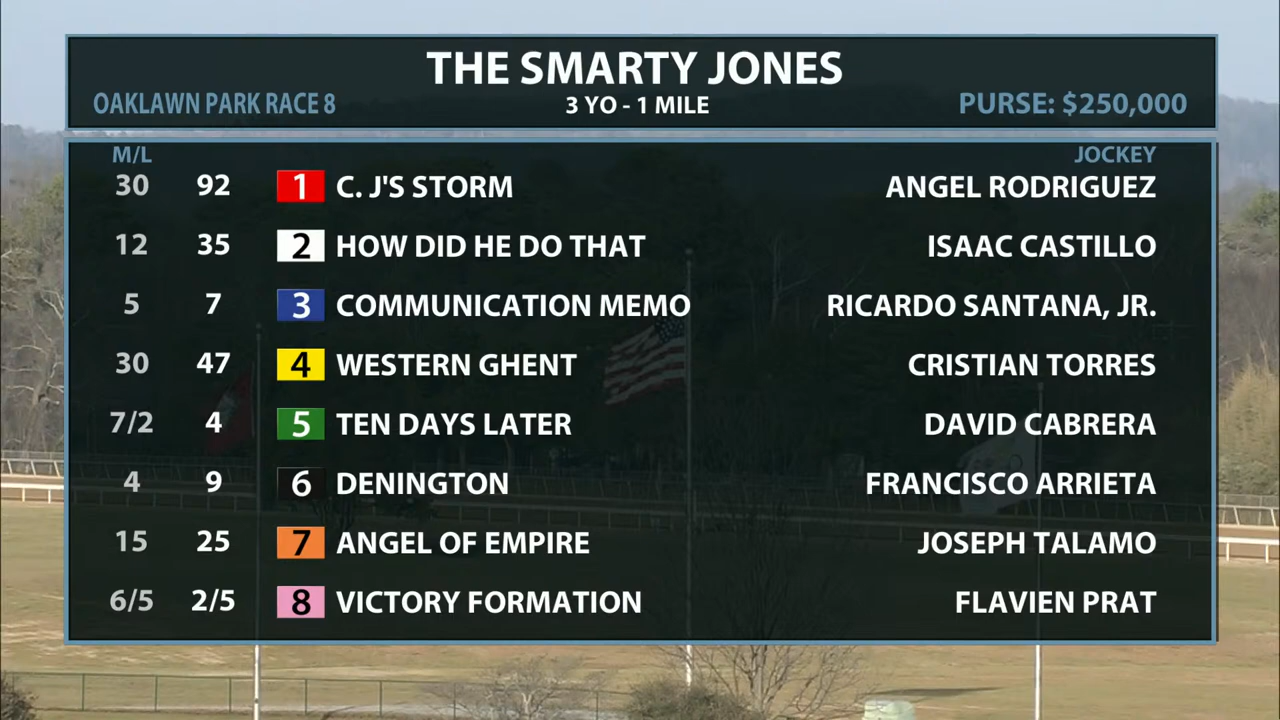 THE SMARTY JONES
OAKLAWN PARK RACE 8 3 YO - 1 MILE PURSE: $250,000
M/L JOCKEY
30 92 1 C. J'S STORM ANGEL RODRIGUEZ
12 35 2 HOW DID HE DO THAT ISAAC CASTILLO
5 7 3 COMMUNICATION MEMO RICARDO SANTANA, JR.
30 47 4 WESTERN GHENT CRISTIAN TORRES
7/2 4 5 TEN DAYS LATER DAVID CABRERA
4 9 6 DENINGTON FRANCISCO ARRIETA
15 25 7 ANGEL OF EMPIRE JOSEPH TALAMO
6/5 2/5 8 VICTORY FORMATION FLAVIEN PRAT